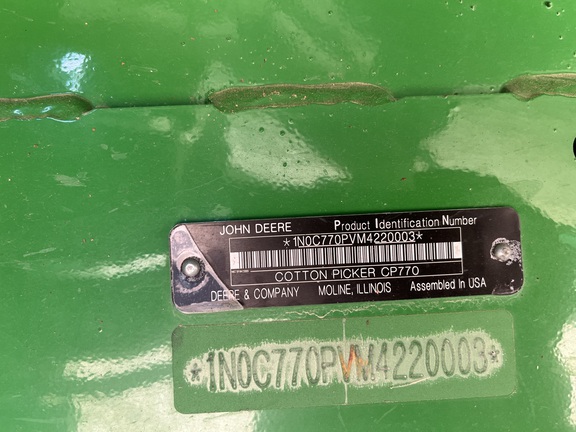 JOHN DEERE Product Identification Number
*1N0C770PVM4220003*
COTTON PICKER CP770
DEERE & COMPANY MOLINE, ILLINOIS Assembled In USA
*1N0C770PVM4220003*